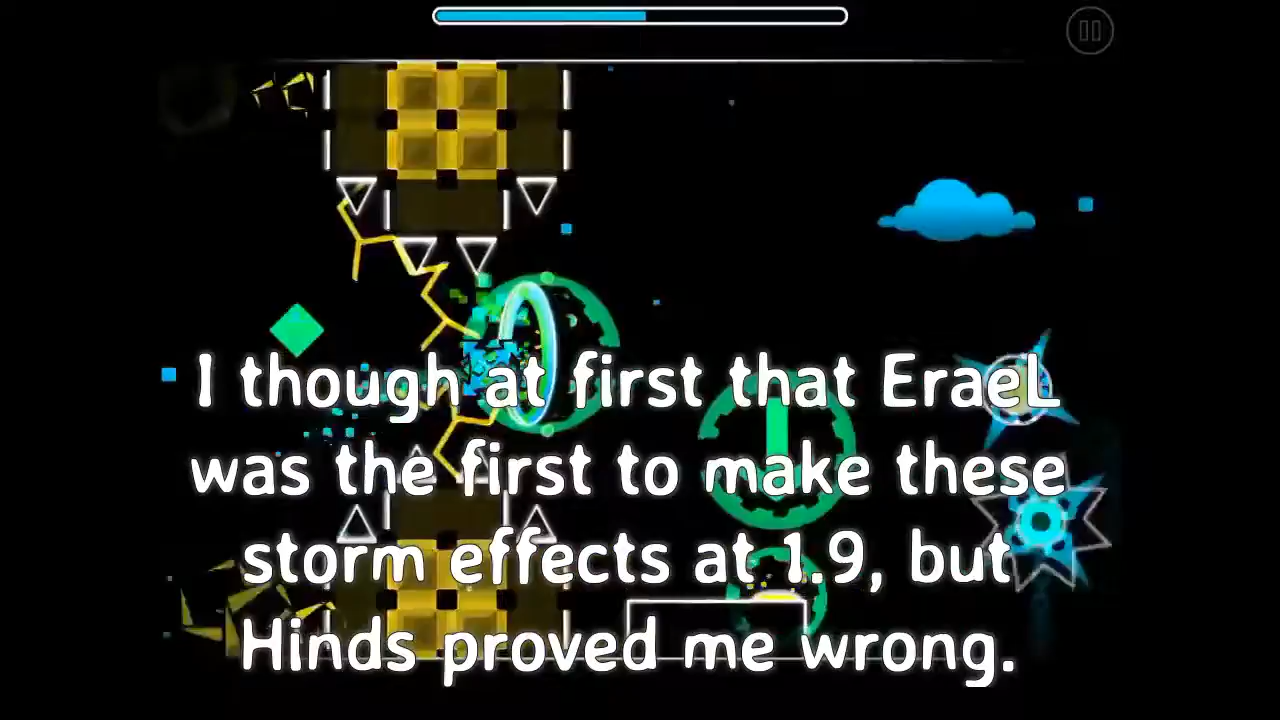 I though at first that EraeL
was the first to make these
storm effects at 1.9, but
Hinds proved me wrong.